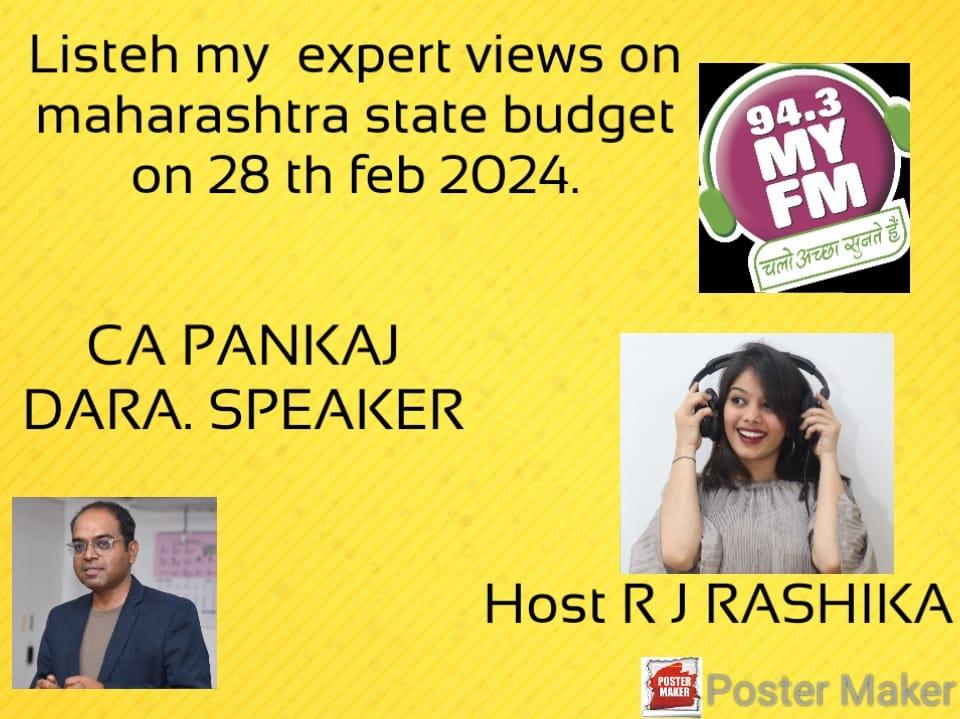 Listeh my  expert views on
maharashtra state budget
on 28 th feb 2024.
94.3
MY
FM
चलो अच्छा सुनते हैं
CA PANKAJ
DARA. SPEAKER
Host R J RASHIKA
POSTER
MAKER
Poster Maker